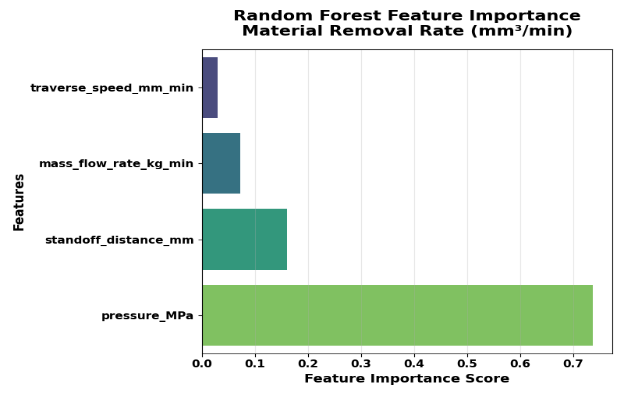 Random Forest Feature Importance
Material Removal Rate (mm³/min)
Features
traverse_speed_mm_min
mass_flow_rate_kg_min
standoff_distance_mm
pressure_MPa
0.0 0.1 0.2 0.3 0.4 0.5 0.6 0.7
Feature Importance Score